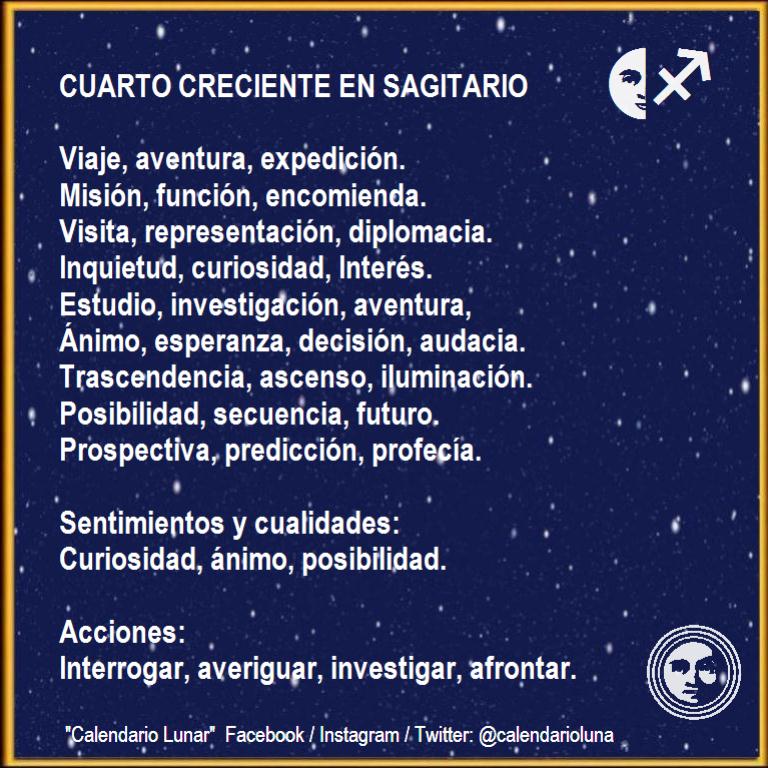 CUARTO CRECIENTE EN SAGITARIO
Viaje, aventura, expedición.
Misión, función, encomienda.
Visita, representación, diplomacia.
Inquietud, curiosidad, Interés.
Estudio, investigación, aventura,
Ánimo, esperanza, decisión, audacia.
Trascendencia, ascenso, iluminación.
Posibilidad, secuencia, futuro.
Prospectiva, predicción, profecía.
Sentimientos y cualidades:
Curiosidad, ánimo, posibilidad.
Acciones:
Interrogar, averiguar, investigar, afrontar.
"Calendario Lunar" Facebook / Instagram / Twitter: @calendarioluna